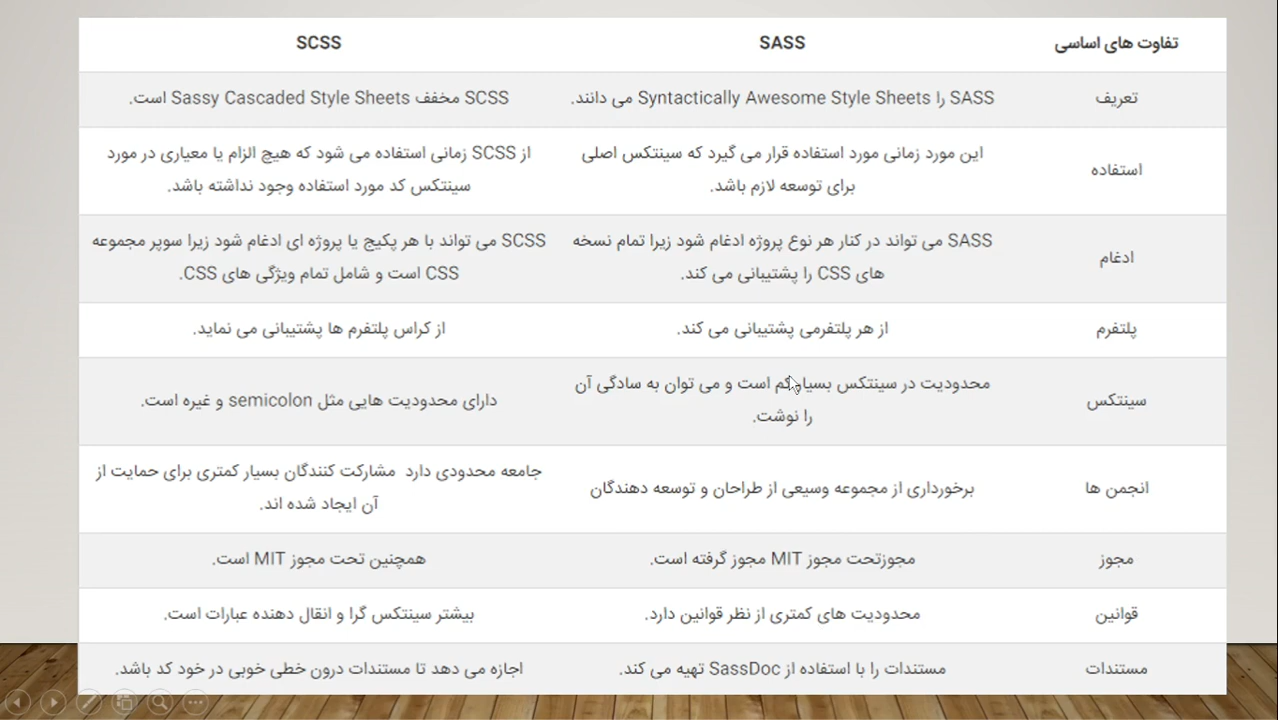 تفاوت های اساسی
SASS
SCSS
تعریف
SASS را Syntactically Awesome Style Sheets می دانند.
SCSS مخفف Sassy Cascaded Style Sheets است.
استفاده
این مورد زمانی مورد استفاده قرار می گیرد که سینتکس اصلی
برای توسعه لازم باشد.
از SCSS زمانی استفاده می شود که هیچ الزام یا معیاری در مورد
سینتکس کد مورد استفاده وجود نداشته باشد.
ادغام
SASS می تواند در کنار هر نوع پروژه ادغام شود زیرا تمام نسخه
های CSS را پشتیبانی می کند.
SCSS می تواند با هر پکیج یا پروژه ای ادغام شود زیرا سوپر مجموعه
CSS است و شامل تمام ویژگی های CSS.
پلتفرم
از هر پلتفرمی پشتیبانی می کند.
از کراس پلتفرم ها پشتیبانی می نماید.
سینتکس
محدودیت در سینتکس بسیار کم است و می توان به سادگی آن
را نوشت.
دارای محدودیت هایی مثل semicolon و غیره است.
انجمن ها
برخورداری از مجموعه وسیعی از طراحان و توسعه دهندگان
جامعه محدودی دارد مشارکت کنندگان بسیار کمتری برای حمایت از
آن ایجاد شده اند.
مجوز
مجوزتحت مجوز MIT مجوز گرفته است.
همچنین تحت مجوز MIT است.
قوانین
محدودیت های کمتری از نظر قوانین دارد.
بیشتر سینتکس گرا و انقال دهنده عبارات است.
مستندات
مستندات را با استفاده از SassDoc تهیه می کند.
اجازه می دهد تا مستندات درون خطی خوبی در خود کد باشد.